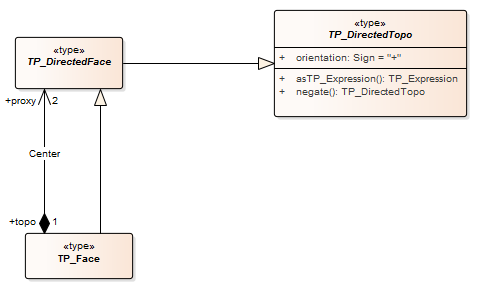 «type»
TP_DirectedTopo
+ orientation: Sign = "+"
+ asTP_Expression(): TP_Expression
+ negate(): TP_DirectedTopo
«type»
TP_DirectedFace
+proxy 2
Center
+topo 1
«type»
TP_Face